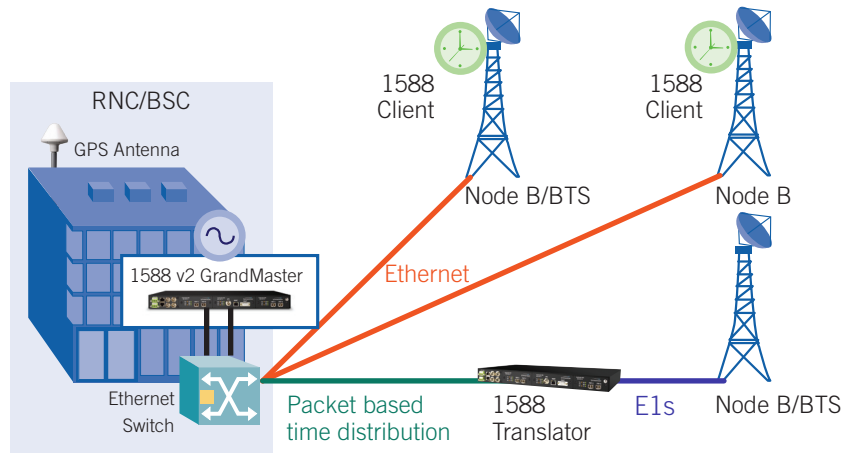 RNC/BSC
GPS Antenna
1588
Client
1588
Client
Node B/BTS
Node B
1588 v2 GrandMaster
Ethernet
Ethernet
Switch
Packet based
time distribution
1588
Translator
E1s
Node B/BTS